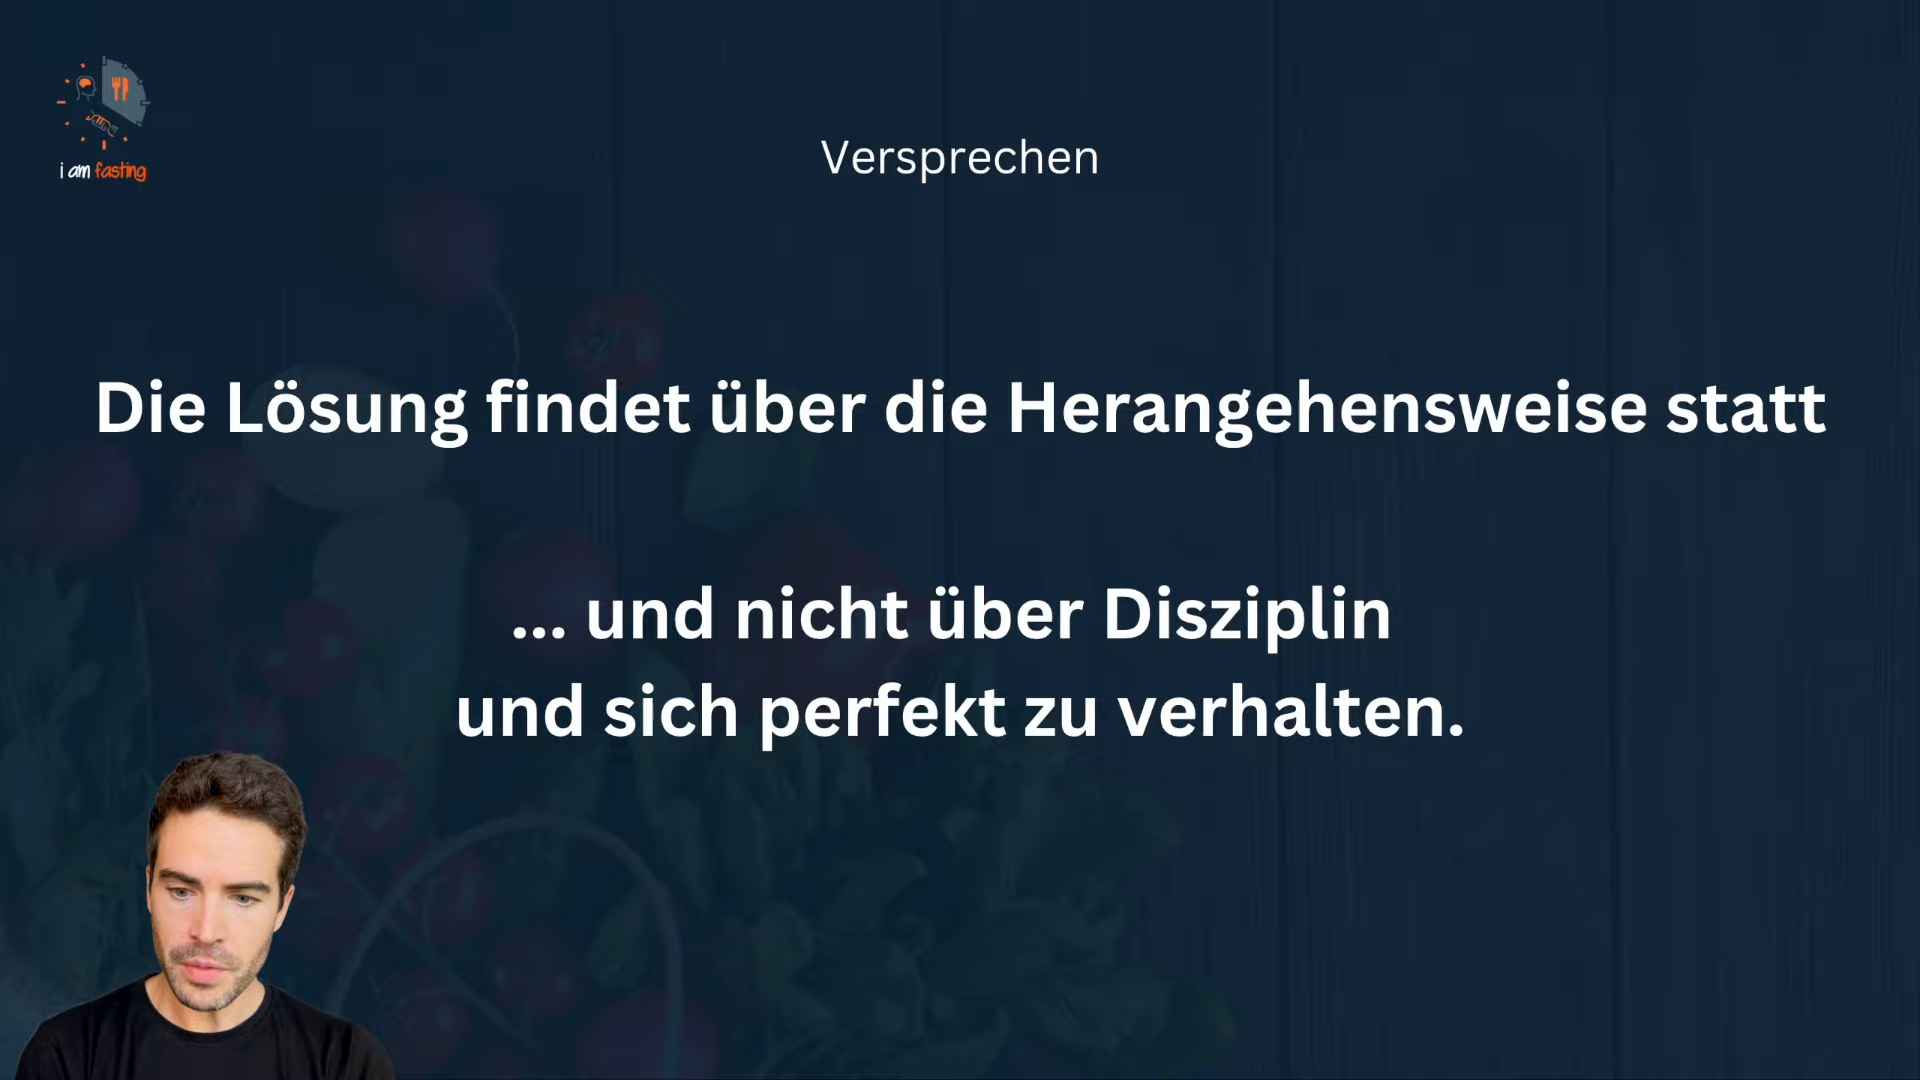 i am fasting
Versprechen
Die Lösung findet über die Herangehensweise statt
... und nicht über Disziplin
und sich perfekt zu verhalten.